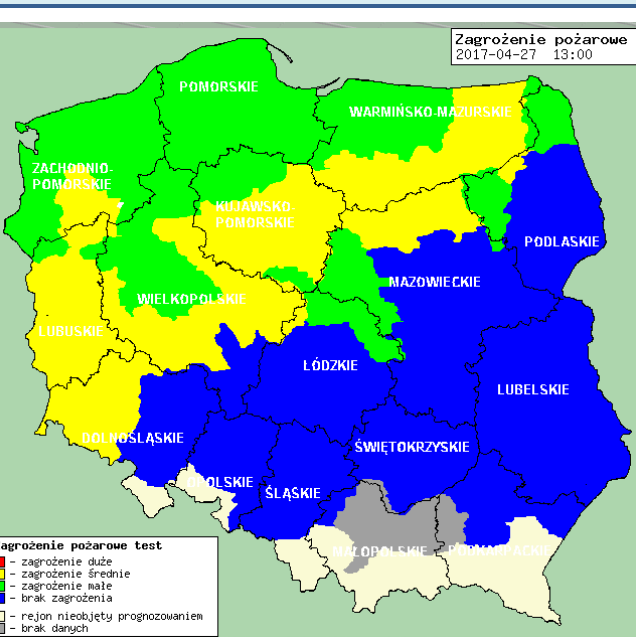 Zagrożenie pożarowe
2017-04-27 13:00
POMORSKIE
WARMIŃSKO-MAZURSKIE
ZACHODNIO-
POMORSKIE
KUJAWSKO-
POMORSKIE
PODLASKIE
MAZOWIECKIE
WIELKOPOLSKIE
LUBUSKIE
ŁÓDZKIE
LUBELSKIE
DOLNOŚLĄSKIE
ŚWIĘTOKRZYSKIE
OPOLSKIE
ŚLĄSKIE
MAŁOPOLSKIE
PODKARPACKIE
agrożenie pożarowe test
- zagrożenie duże
- zagrożenie średnie
- zagrożenie małe
- brak zagrożenia
- rejon nieobjęty prognozowaniem
- brak danych